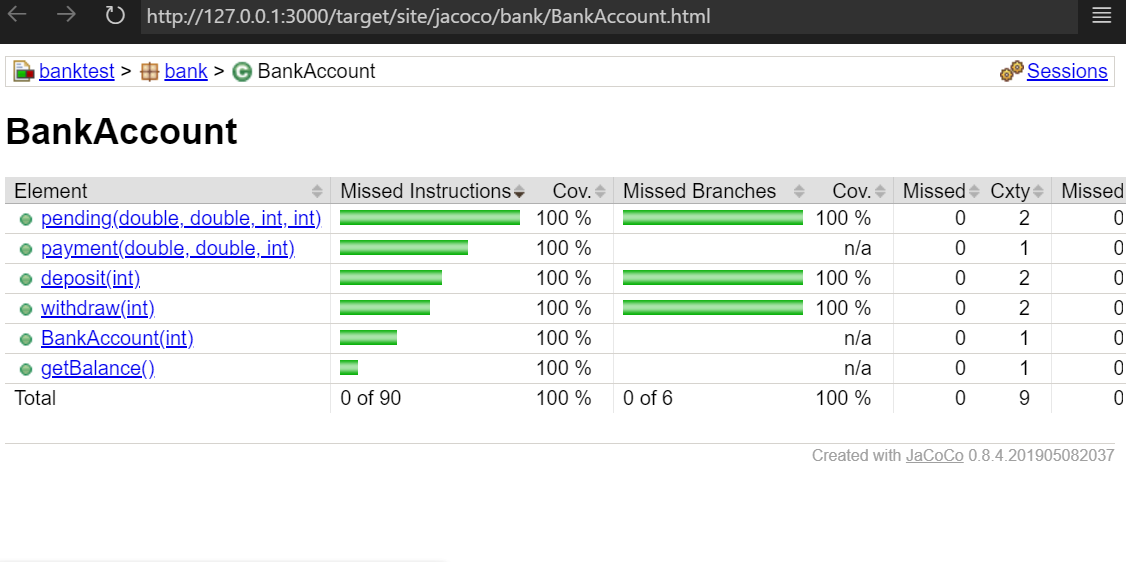 http://127.0.0.1:3000/target/site/jacoco/bank/BankAccount.html
banktest > bank > BankAccount Sessions
BankAccount
Element Missed Instructions Cov. Missed Branches Cov. Missed Cxty Missed
pending(double, double, int, int) 100 % 100 % 0 2 0
payment(double, double, int) 100 % n/a 0 1 0
deposit(int) 100 % 100 % 0 2 0
withdraw(int) 100 % 100 % 0 2 0
BankAccount(int) 100 % n/a 0 1 0
getBalance() 100 % n/a 0 1 0
Total 0 of 90 100 % 0 of 6 100 % 0 9 0
Created with JaCoCo 0.8.4.201905082037